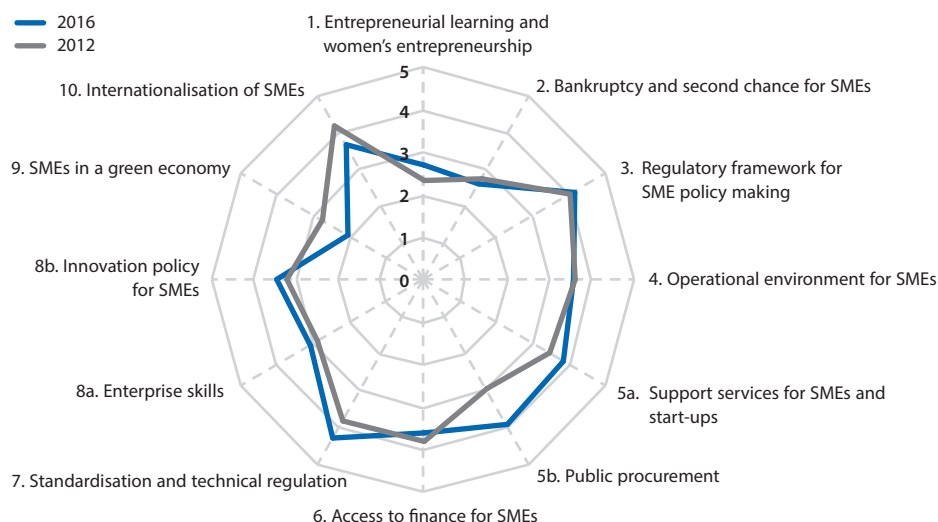 2016
2012
1. Entrepreneurial learning and
women's entrepreneurship
10. Internationalisation of SMEs
2. Bankruptcy and second chance for SMEs
9. SMEs in a green economy
3. Regulatory framework for
SME policy making
8b. Innovation policy
for SMEs
4. Operational environment for SMEs
8a. Enterprise skills
5a. Support services for SMEs and
start-ups
7. Standardisation and technical regulation
5b. Public procurement
6. Access to finance for SMEs
5
4
3
2
1
0